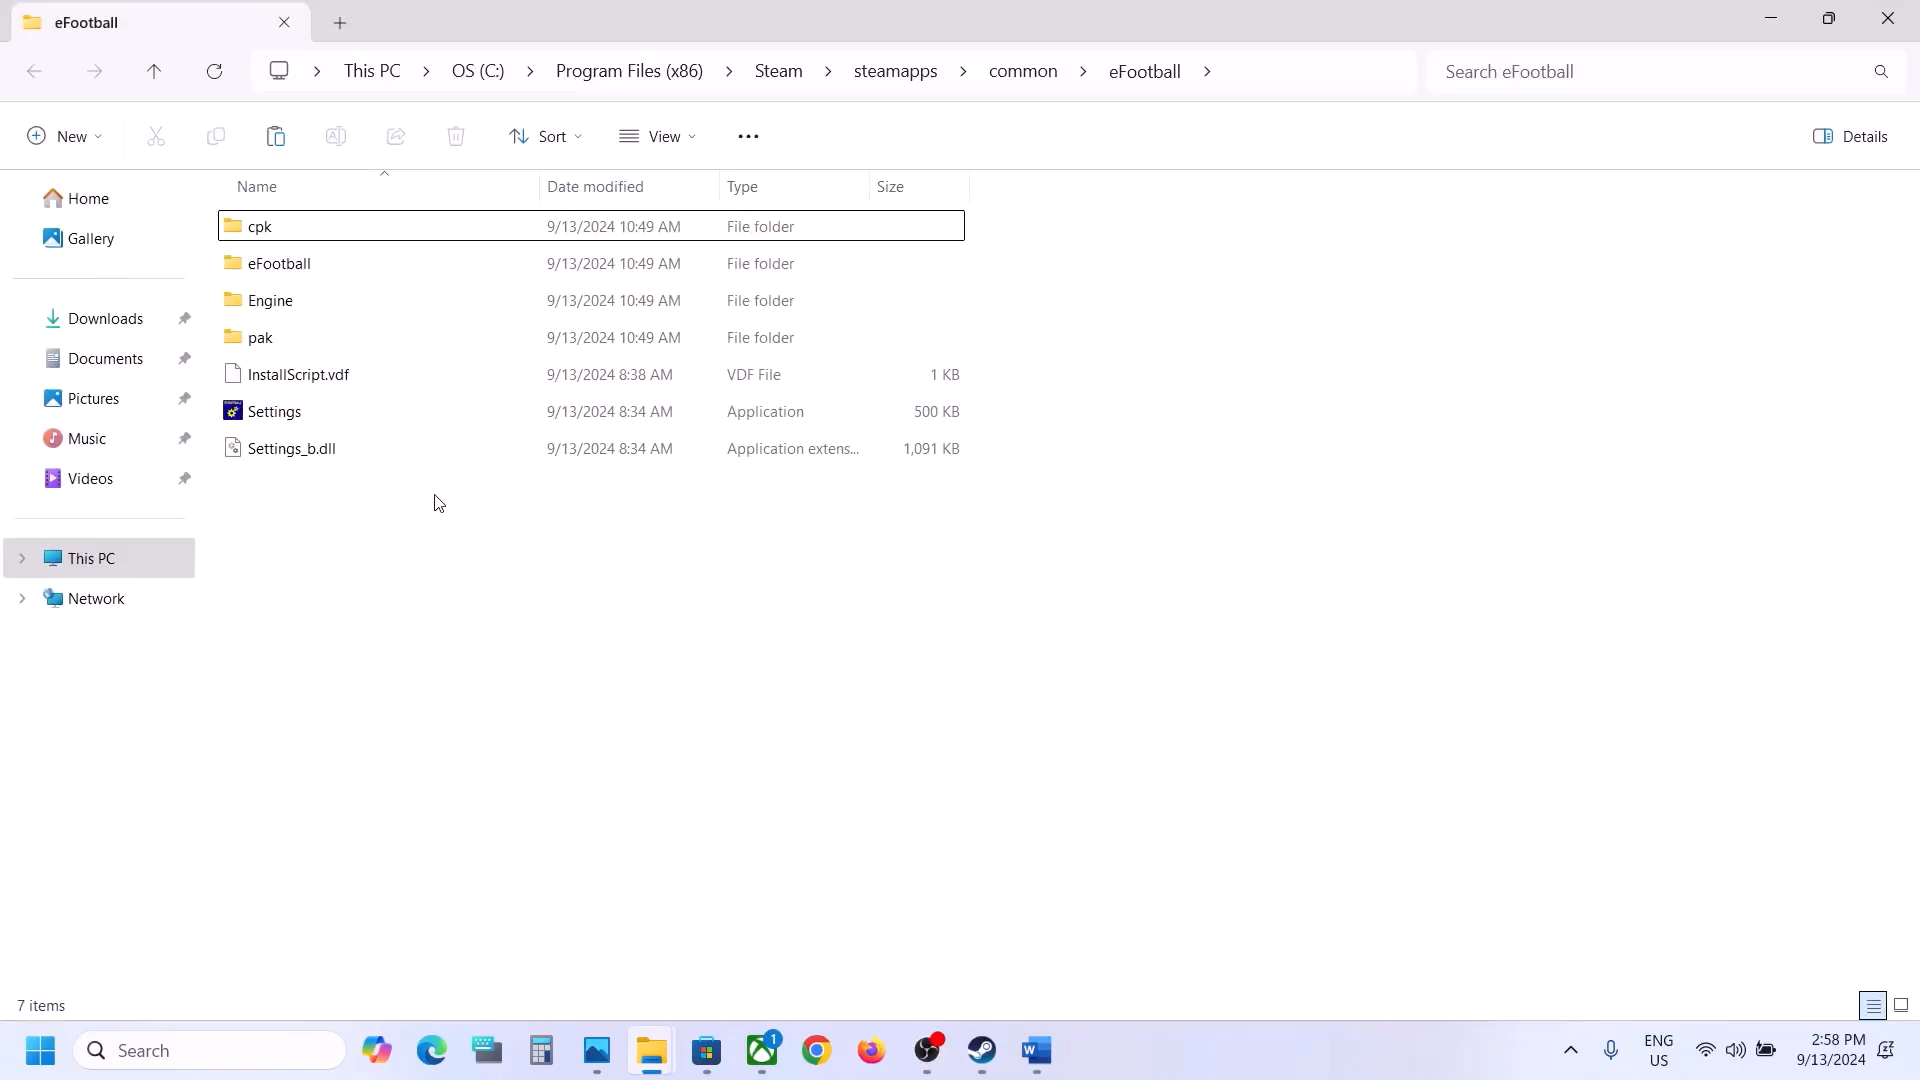 eFootball
This PC > OS (C:) > Program Files (x86) > Steam > steamapps > common > eFootball >
Search eFootball
New
Sort
View
Details
Name Date modified Type Size
Home
Gallery
Downloads
Documents
Pictures
Music
Videos
This PC
Network
cpk 9/13/2024 10:49 AM File folder
eFootball 9/13/2024 10:49 AM File folder
Engine 9/13/2024 10:49 AM File folder
pak 9/13/2024 10:49 AM File folder
InstallScript.vdf 9/13/2024 8:38 AM VDF File 1 KB
Settings 9/13/2024 8:34 AM Application 500 KB
Settings_b.dll 9/13/2024 8:34 AM Application extens... 1,091 KB
7 items
Search
1
ENG
US
2:58 PM
9/13/2024